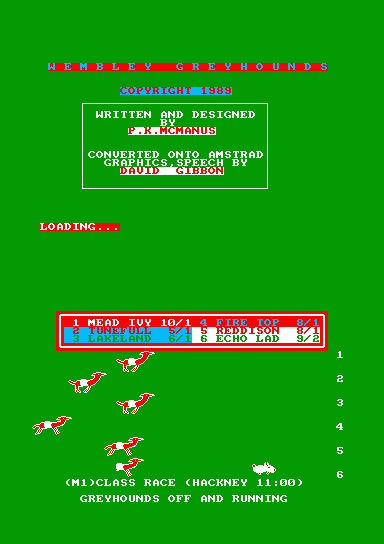 WEMBLEY GREYHOUNDS
COPYRIGHT 1988
WRITTEN AND DESIGNED
BY
P.K.MCMANUS
CONVERTED ONTO AMSTRAD
GRAPHICS,SPEECH BY
DAVID GIBBON
LOADING...
1 MEAD IVY 10/1 4 FIRE TOP 8/1
2 TUNEFULL 5/1 5 REDDISON 8/1
3 LAKELAND 6/1 6 ECHO LAD 9/2
1
2
3
4
5
6
(M1)CLASS RACE (HACKNEY 11:00)
GREYHOUNDS OFF AND RUNNING